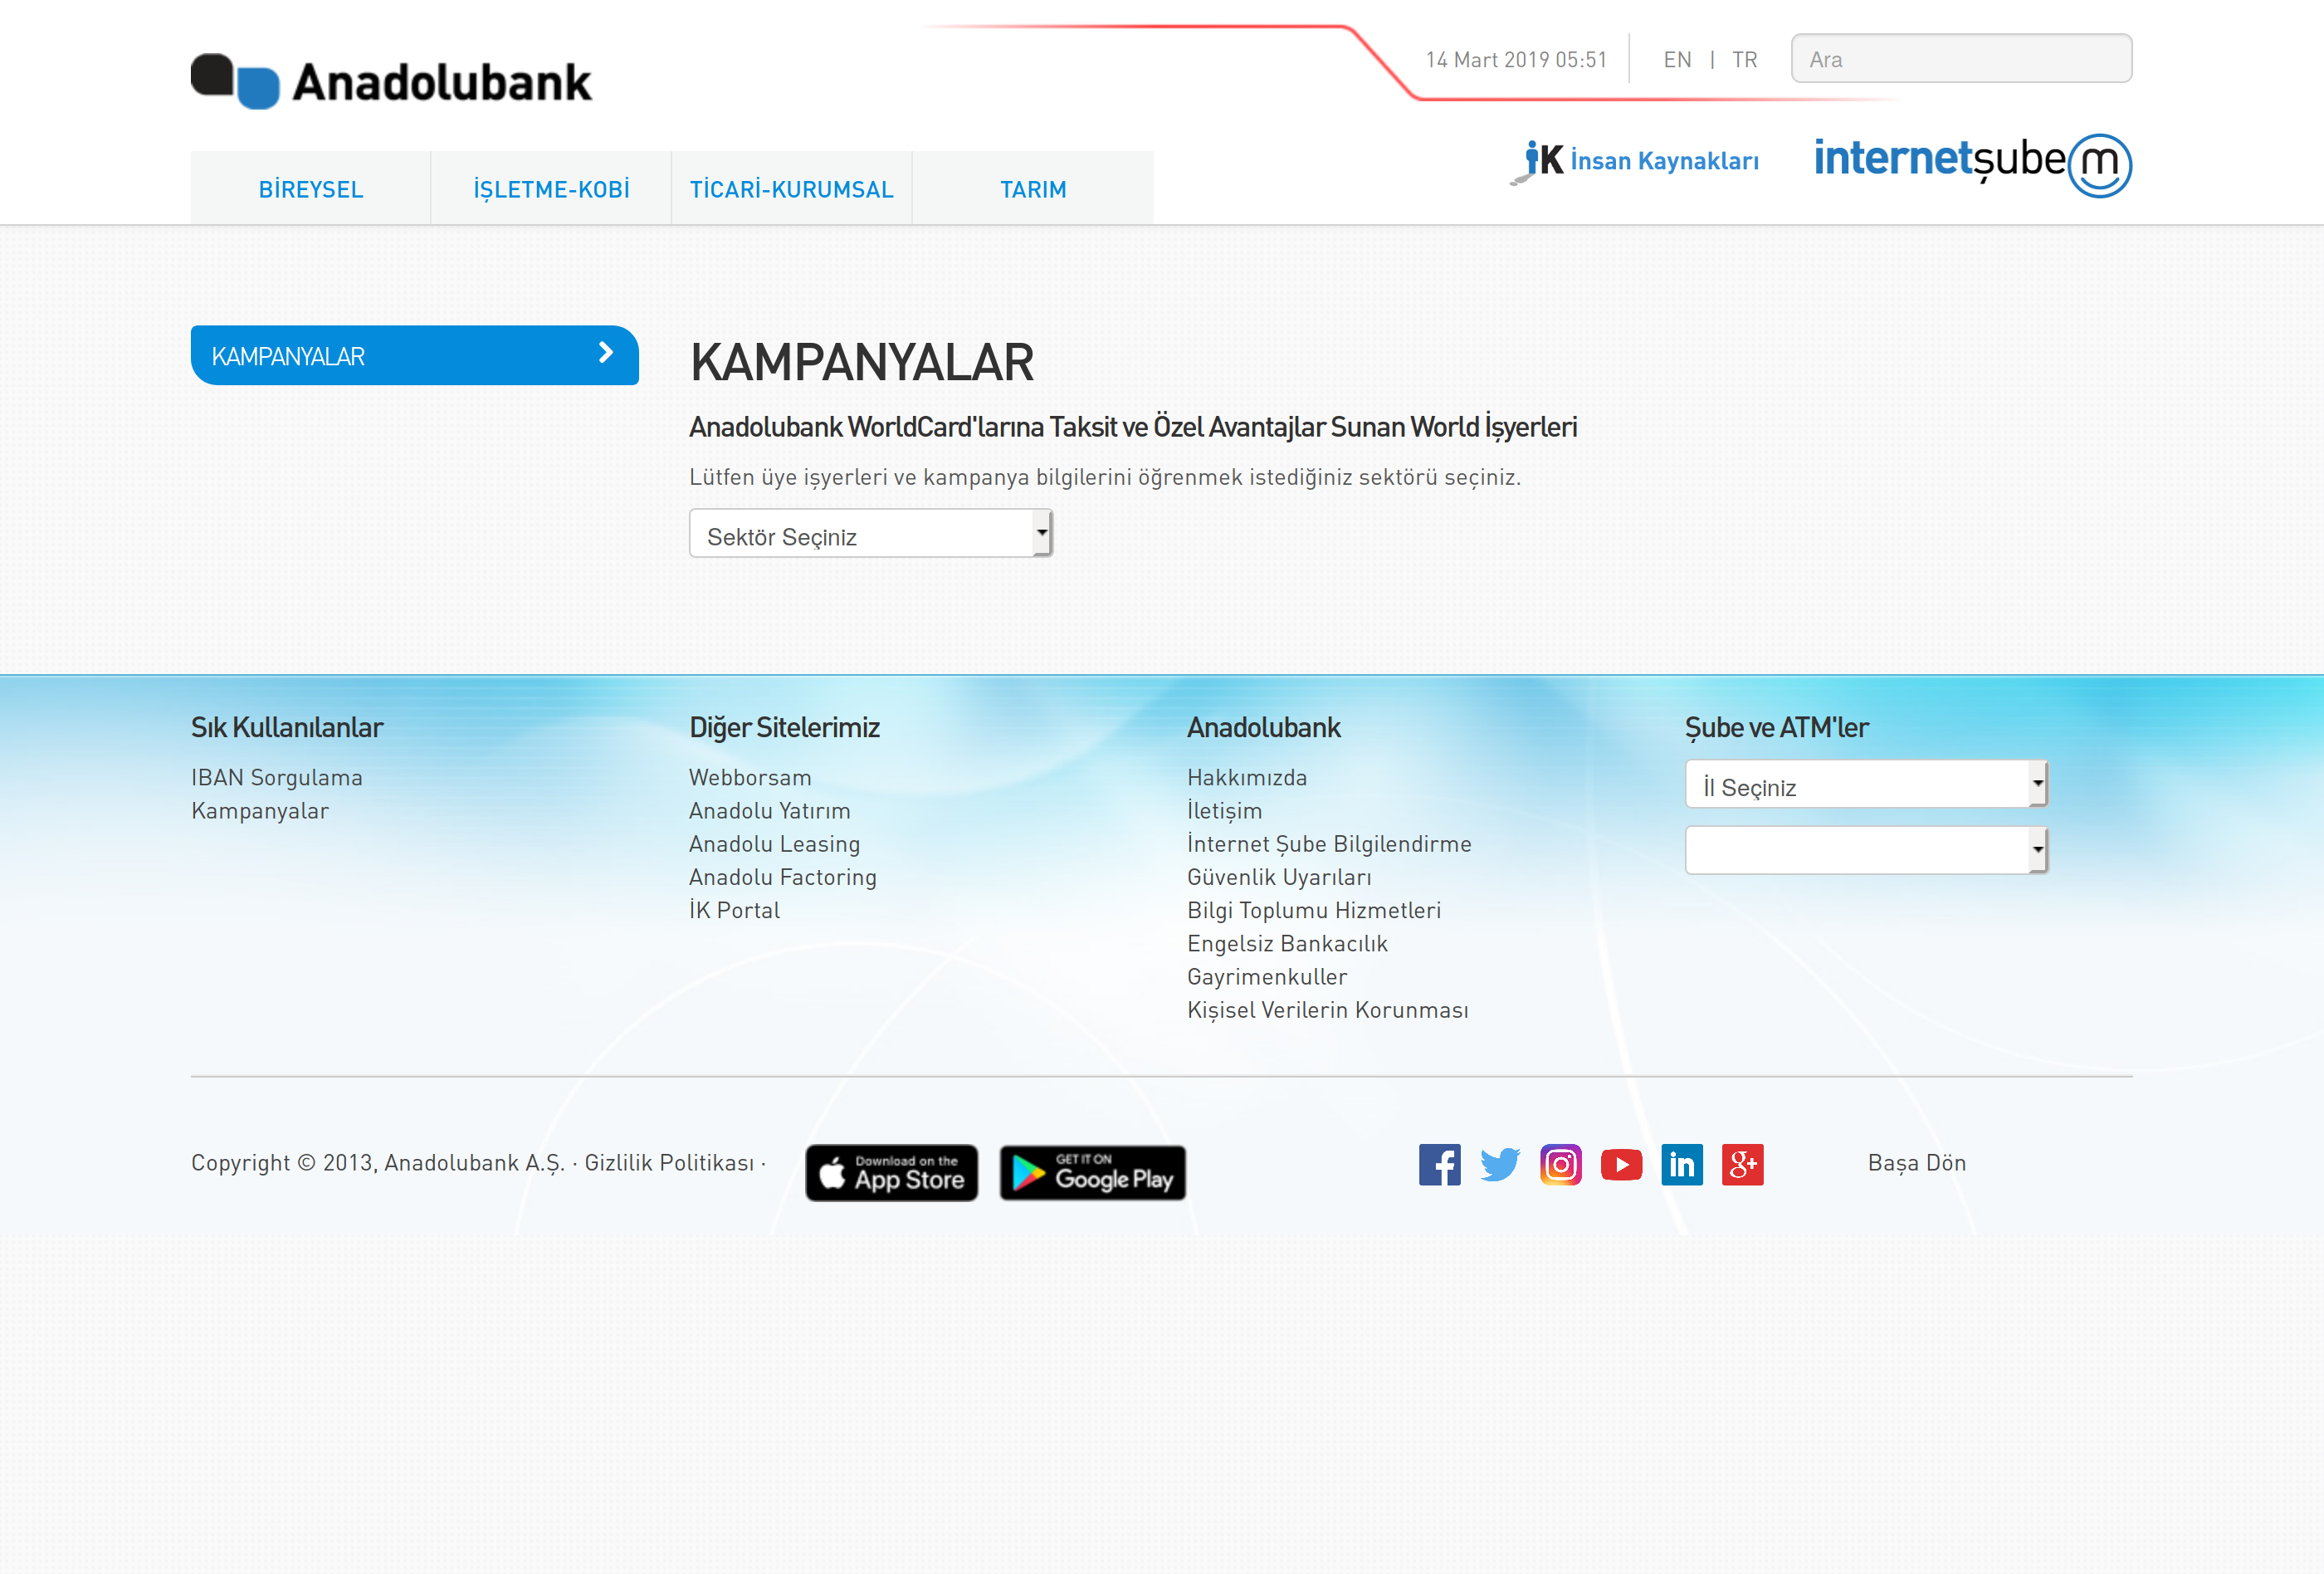 Anadolubank
14 Mart 2019 05:51
EN | TR
Ara
İK İnsan Kaynakları
internetşubem
BİREYSEL
İŞLETME-KOBİ
TİCARİ-KURUMSAL
TARIM
KAMPANYALAR
KAMPANYALAR
Anadolubank WorldCard'larına Taksit ve Özel Avantajlar Sunan World İşyerleri
Lütfen üye işyerleri ve kampanya bilgilerini öğrenmek istediğiniz sektörü seçiniz.
Sektör Seçiniz
Sık Kullanılanlar
IBAN Sorgulama
Kampanyalar
Diğer Sitelerimiz
Webborsam
Anadolu Yatırım
Anadolu Leasing
Anadolu Factoring
İK Portal
Anadolubank
Hakkımızda
İletişim
İnternet Şube Bilgilendirme
Güvenlik Uyarıları
Bilgi Toplumu Hizmetleri
Engelsiz Bankacılık
Gayrimenkuller
Kişisel Verilerin Korunması
Şube ve ATM'ler
İl Seçiniz
Copyright © 2013, Anadolubank A.Ş. · Gizlilik Politikası ·
Download on the
App Store
GET IT ON
Google Play
Başa Dön